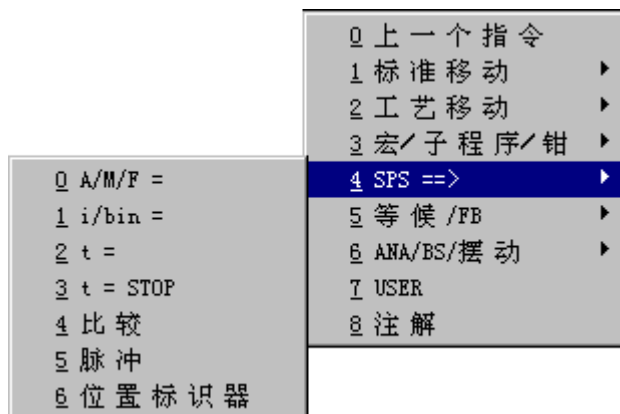 0 上一个指令
1 标准移动
2 工艺移动
3 宏/子程序/钳
4 SPS ==>
5 等候/FB
6 ANA/BS/摆动
7 USER
8 注解
0 A/M/F =
1 i/bin =
2 t =
3 t = STOP
4 比较
5 脉冲
6 位置标识器